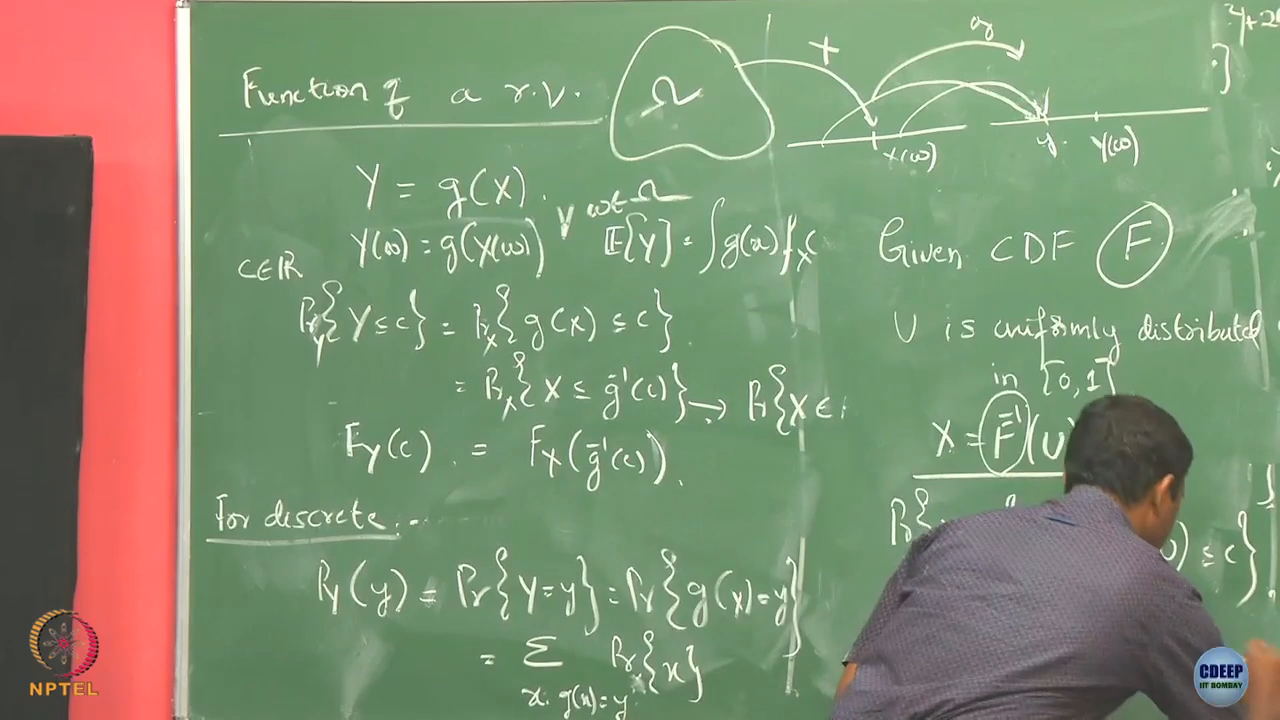 Function of a r.v.
Ω
X
g
X(ω)
y
Y(ω)
Y = g(X).
Y(ω) = g(X(ω)) ∀ ω ∈ Ω
E[Y] = ∫ g(x) f_X(
C ∈ IR
Pr_Y{Y ≤ c} = Pr_X{g(X) ≤ c}.
= Pr_X{X ≤ g⁻¹(c)} → Pr{X ∈
F_Y(c) = F_X(g⁻¹(c)).
For discrete:
P_Y(y) = Pr{Y=y} = Pr{g(X)=y}
= Σ Pr{x}
x: g(x)=y
Given CDF F
U is uniformly distributed
in [0, 1]
X = F⁻¹(U)
Pr{
) ≤ c}
NPTEL
CDEEP
IIT BOMBAY